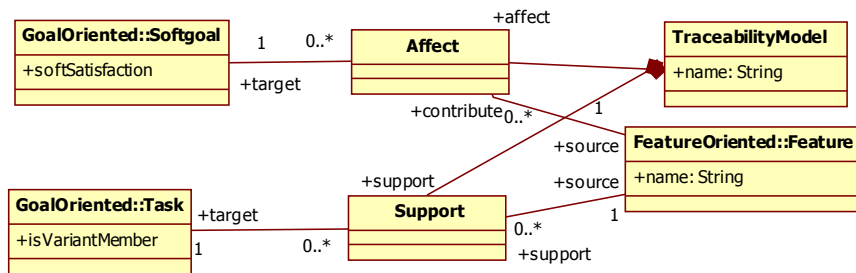 GoalOriented::Softgoal
+softSatisfaction
1
0..*
+target
Affect
+affect
TraceabilityModel
+name: String
+contribute
0..*
1
+source
FeatureOriented::Feature
+name: String
+support
+source
1
GoalOriented::Task
+isVariantMember
+target
1
0..*
Support
0..*
+support